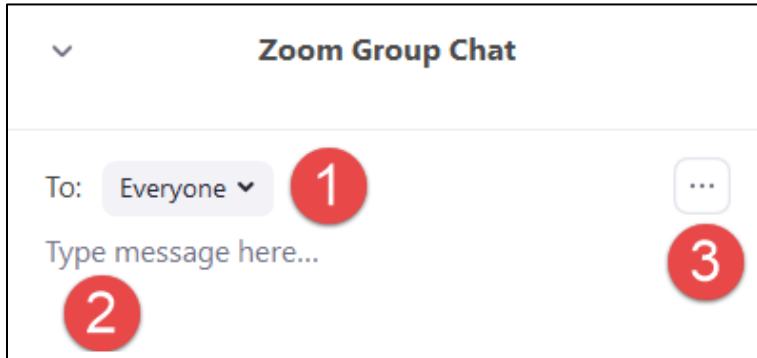 Zoom Group Chat
To: Everyone 1
...
Type message here...
3
2